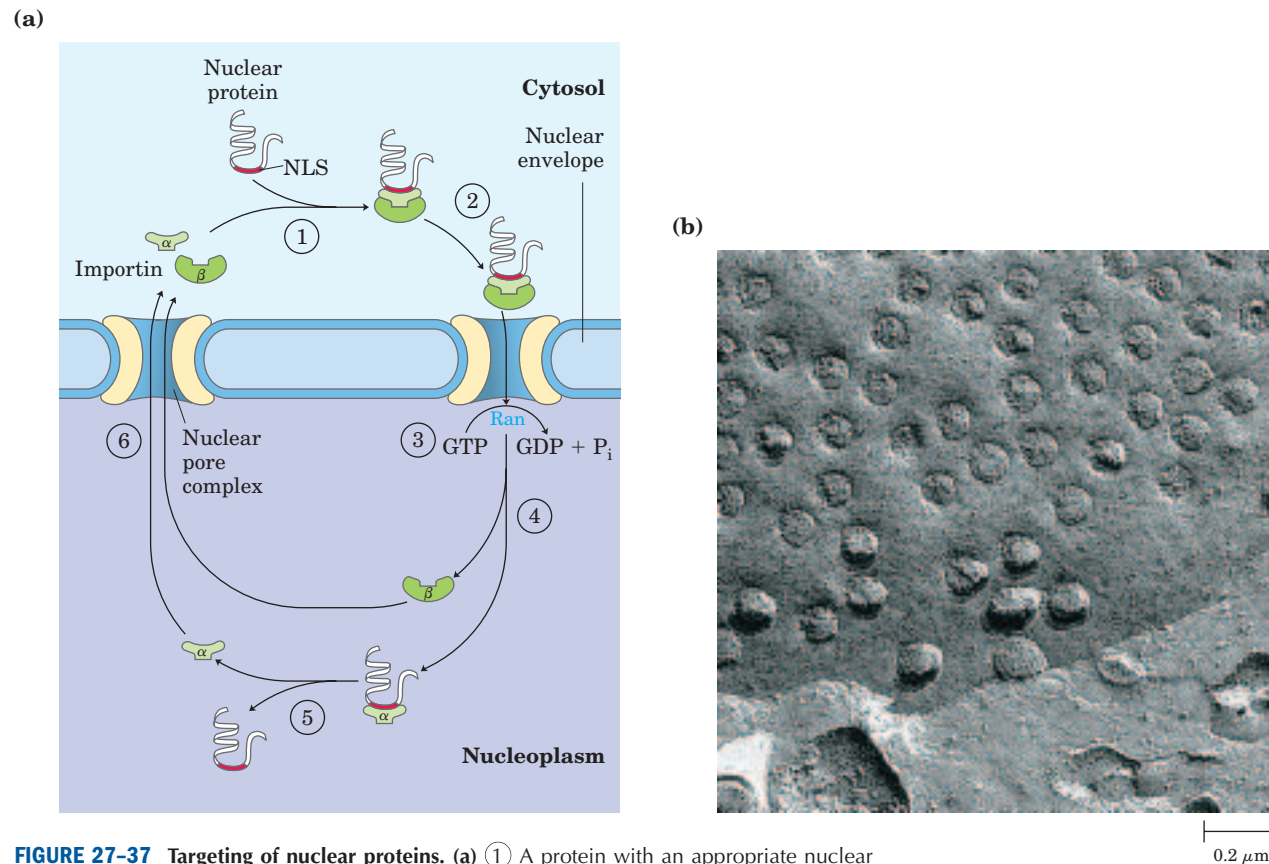 (a)
Nuclear
protein
Cytosol
Nuclear
envelope
NLS
2
1
α
β
Importin
(b)
Ran
6
Nuclear
pore
complex
3
GTP
GDP + Pi
4
β
α
α
5
Nucleoplasm
FIGURE 27–37 Targeting of nuclear proteins. (a) 1 A protein with an appropriate nuclear
0.2 μm